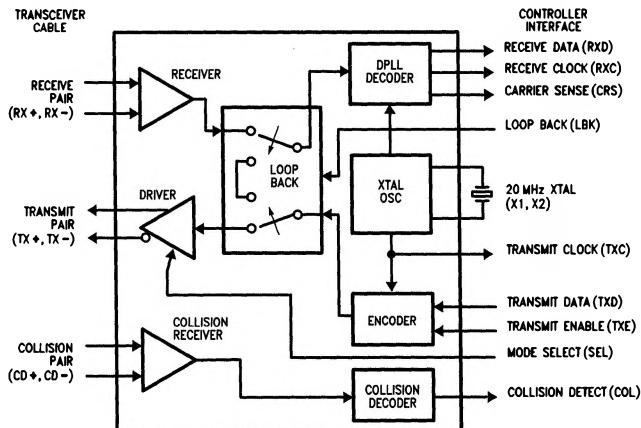 TRANSCEIVER
CABLE
CONTROLLER
INTERFACE
RECEIVE
PAIR
(RX+, RX-)
RECEIVER
DPLL
DECODER
RECEIVE DATA (RXD)
RECEIVE CLOCK (RXC)
CARRIER SENSE (CRS)
LOOP BACK (LBK)
LOOP
BACK
XTAL
OSC
20 MHz XTAL
(X1, X2)
DRIVER
TRANSMIT
PAIR
(TX+, TX-)
TRANSMIT CLOCK (TXC)
ENCODER
TRANSMIT DATA (TXD)
TRANSMIT ENABLE (TXE)
MODE SELECT (SEL)
COLLISION
RECEIVER
COLLISION
PAIR
(CD+, CD-)
COLLISION
DECODER
COLLISION DETECT (COL)